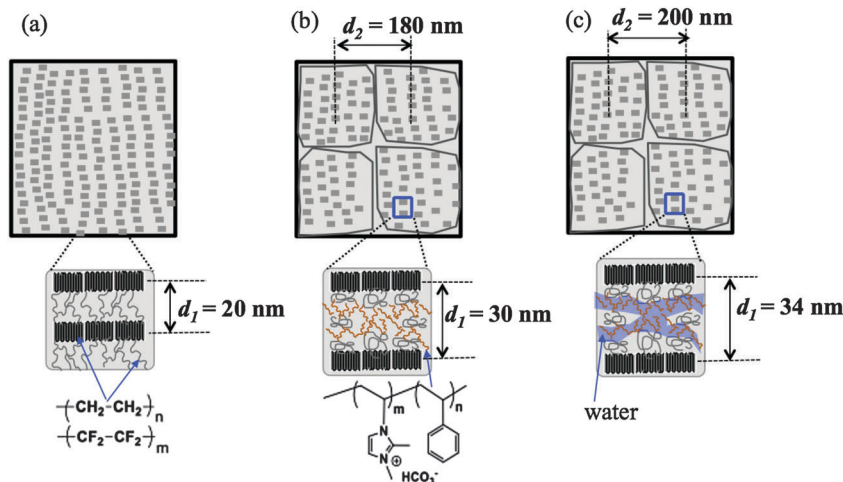 (a)
(b)
(c)
d₂ = 180 nm
d₂ = 200 nm
d₁ = 20 nm
d₁ = 30 nm
d₁ = 34 nm
water
-(CH₂-CH₂)ₙ
-(CF₂-CF₂)ₘ
m
n
N
N
⊕
HCO₃⁻